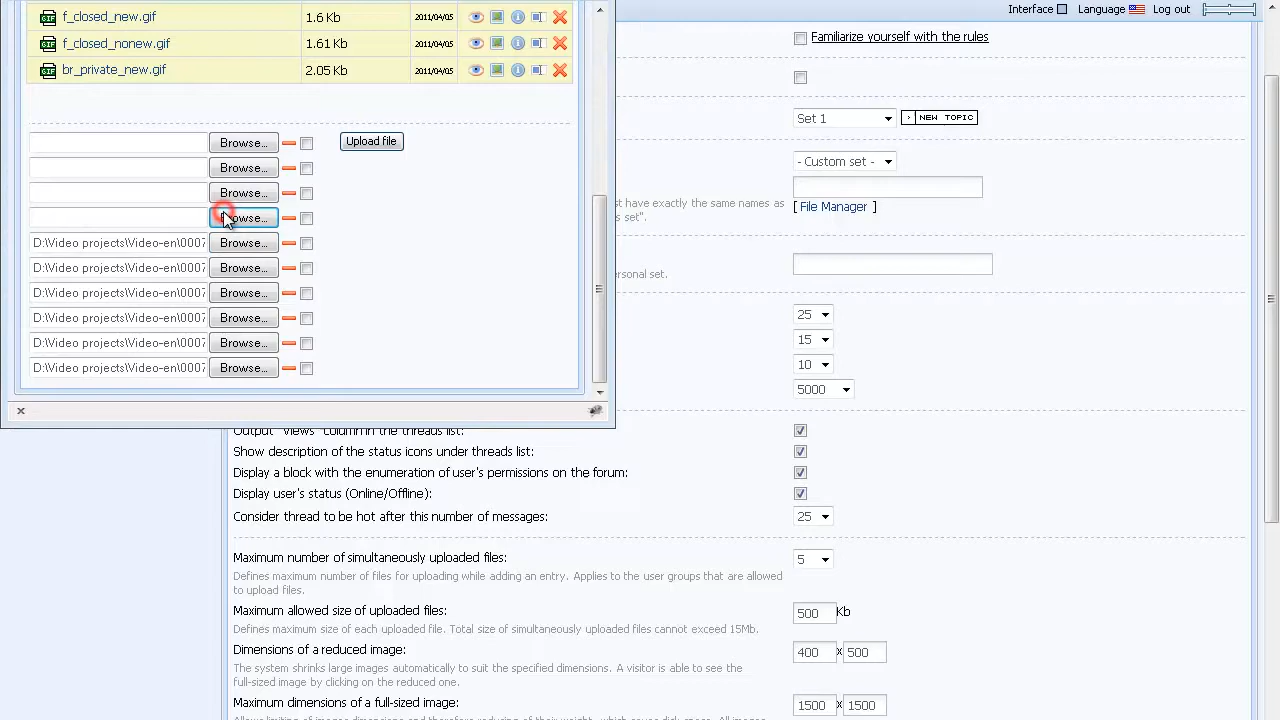 Interface Language Log out
GIF f_closed_new.gif 1.6 Kb 2011/04/05
GIF f_closed_nonew.gif 1.61 Kb 2011/04/05
GIF br_private_new.gif 2.05 Kb 2011/04/05
Browse... Upload file
Browse...
Browse...
Browse...
D:\Video projects\Video-en\0007 Browse...
D:\Video projects\Video-en\0007 Browse...
D:\Video projects\Video-en\0007 Browse...
D:\Video projects\Video-en\0007 Browse...
D:\Video projects\Video-en\0007 Browse...
D:\Video projects\Video-en\0007 Browse...
Familiarize yourself with the rules
Set 1 NEW TOPIC
- Custom set -
st have exactly the same names as
s set".
[ File Manager ]
rsonal set.
25
15
10
5000
Output "Views" column in the threads list:
Show description of the status icons under threads list:
Display a block with the enumeration of user's permissions on the forum:
Display user's status (Online/Offline):
Consider thread to be hot after this number of messages: 25
Maximum number of simultaneously uploaded files: 5
Defines maximum number of files for uploading while adding an entry. Applies to the user groups that are allowed
to upload files.
Maximum allowed size of uploaded files: 500 Kb
Defines maximum size of each uploaded file. Total size of simultaneously uploaded files cannot exceed 15Mb.
Dimensions of a reduced image: 400 x 500
The system shrinks large images automatically to suit the specified dimensions. A visitor is able to see the
full-sized image by clicking on the reduced one.
Maximum dimensions of a full-sized image: 1500 x 1500